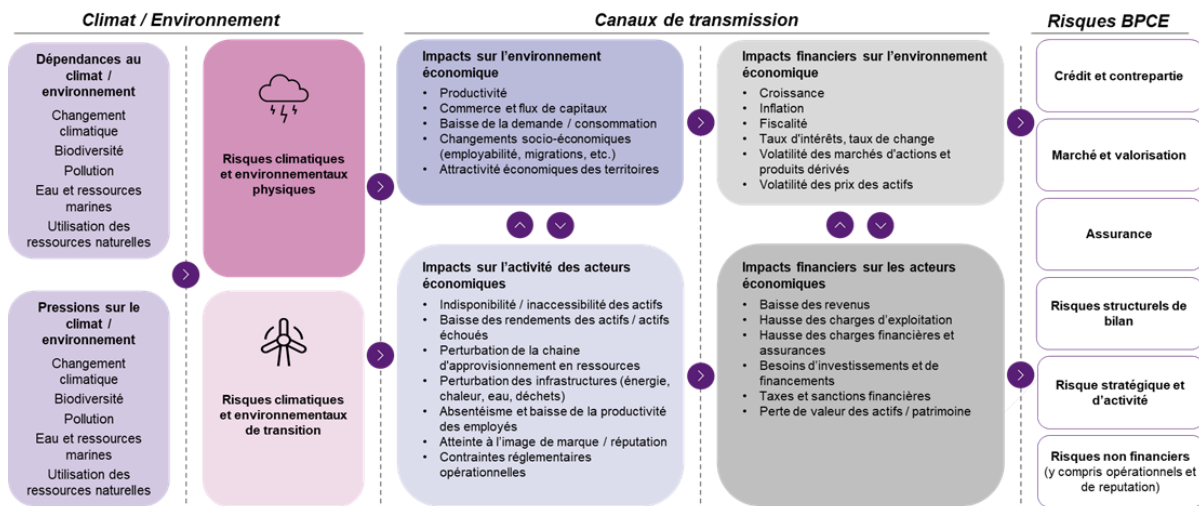 Climat / Environnement
Canaux de transmission
Risques BPCE
Dépendances au
climat /
environnement
Changement
climatique
Biodiversité
Pollution
Eau et ressources
marines
Utilisation des
ressources naturelles
Pressions sur le
climat /
environnement
Changement
climatique
Biodiversité
Pollution
Eau et ressources
marines
Utilisation des
ressources naturelles
Risques climatiques
et environnementaux
physiques
Risques climatiques
et environnementaux
de transition
Impacts sur l'environnement
économique
• Productivité
• Commerce et flux de capitaux
• Baisse de la demande / consommation
• Changements socio-économiques
(employabilité, migrations, etc.)
• Attractivité économiques des territoires
Impacts sur l'activité des acteurs
économiques
• Indisponibilité / inaccessibilité des actifs
• Baisse des rendements des actifs / actifs
échoués
• Perturbation de la chaine
d'approvisionnement en ressources
• Perturbation des infrastructures (énergie,
chaleur, eau, déchets)
• Absentéisme et baisse de la productivité
des employés
• Atteinte à l'image de marque / réputation
• Contraintes réglementaires
opérationnelles
Impacts financiers sur l'environnement
économique
• Croissance
• Inflation
• Fiscalité
• Taux d'intérêts, taux de change
• Volatilité des marchés d'actions et
produits dérivés
• Volatilité des prix des actifs
Impacts financiers sur les acteurs
économiques
• Baisse des revenus
• Hausse des charges d'exploitation
• Hausse des charges financières et
assurances
• Besoins d'investissements et de
financements
• Taxes et sanctions financières
• Perte de valeur des actifs / patrimoine
Crédit et contrepartie
Marché et valorisation
Assurance
Risques structurels de
bilan
Risque stratégique et
d'activité
Risques non financiers
(y compris opérationnels et
de reputation)